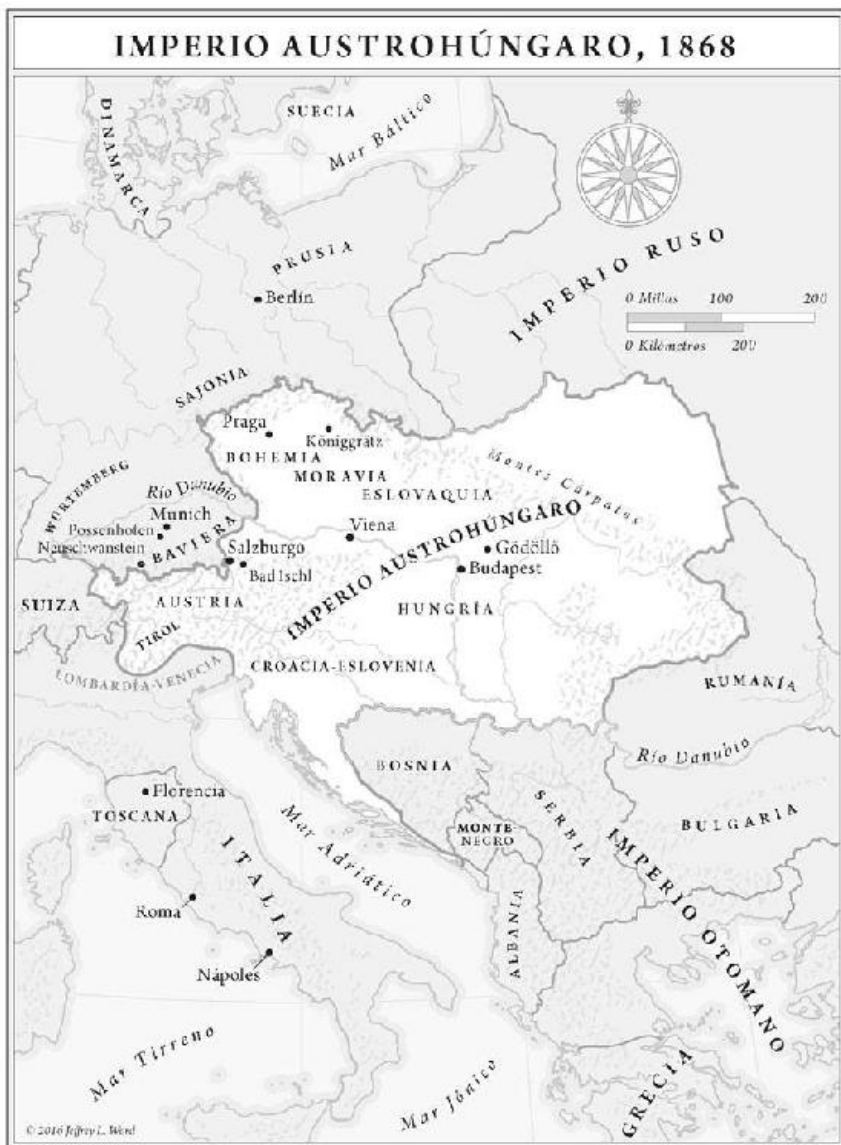 IMPERIO AUSTROHÚNGARO, 1868
DINAMARCA
SUECIA
Mar Báltico
PRUSIA
Berlín
IMPERIO RUSO
0 Millas 100 200
0 Kilómetros 200
SAJONIA
Praga
Königgrätz
BOHEMIA
MORAVIA
Montes Cárpatos
ESLOVAQUIA
WURTEMBERG
Río Danubio
Munich
Possenhofen
Neuschwanstein
BAVIERA
Viena
Salzburgo
Bad Ischl
IMPERIO AUSTROHÚNGARO
Gödöllő
Budapest
SUIZA
AUSTRIA
HUNGRÍA
TIROL
CROACIA-ESLOVENIA
LOMBARDÍA-VENECIA
RUMANÍA
BOSNIA
Río Danubio
Florencia
TOSCANA
SERBIA
BULGARIA
MONTE-
NEGRO
Mar Adriático
ITALIA
IMPERIO OTOMANO
Roma
ALBANIA
Nápoles
Mar Tirreno
Mar Jónico
GRECIA
© 2016 Jeffrey L. Ward